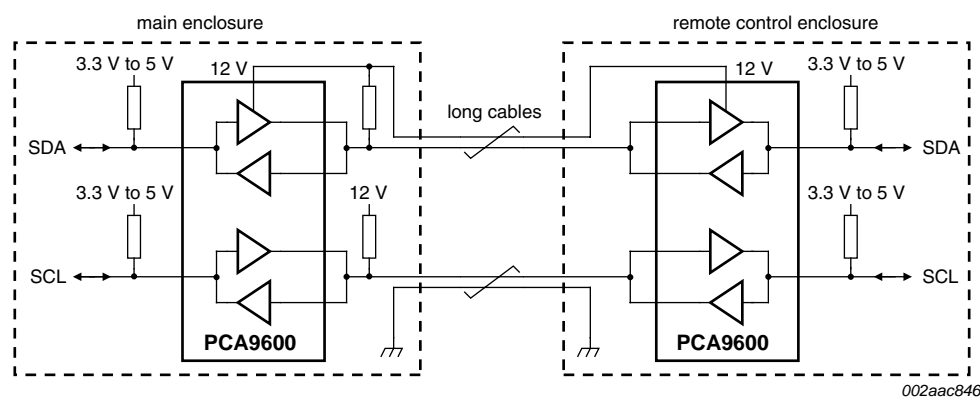 main enclosure
remote control enclosure
3.3 V to 5 V
12 V
12 V
3.3 V to 5 V
long cables
SDA
SDA
3.3 V to 5 V
12 V
3.3 V to 5 V
SCL
SCL
PCA9600
PCA9600
002aac846